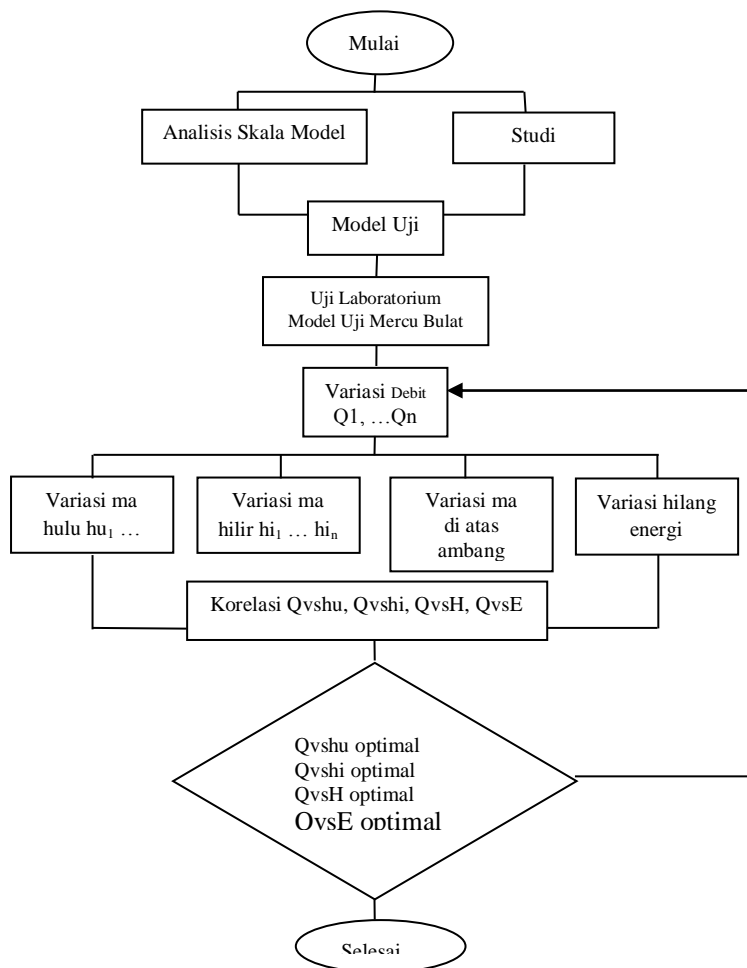 Mulai
Analisis Skala Model
Studi
Model Uji
Uji Laboratorium
Model Uji Mercu Bulat
Variasi Debit
Q1, …Qn
Variasi ma
hulu hu₁ …
Variasi ma
hilir hi₁ … hiₙ
Variasi ma
di atas
ambang
Variasi hilang
energi
Korelasi Qvshu, Qvshi, QvsH, QvsE
Qvshu optimal
Qvshi optimal
QvsH optimal
QvsE optimal
Selesai